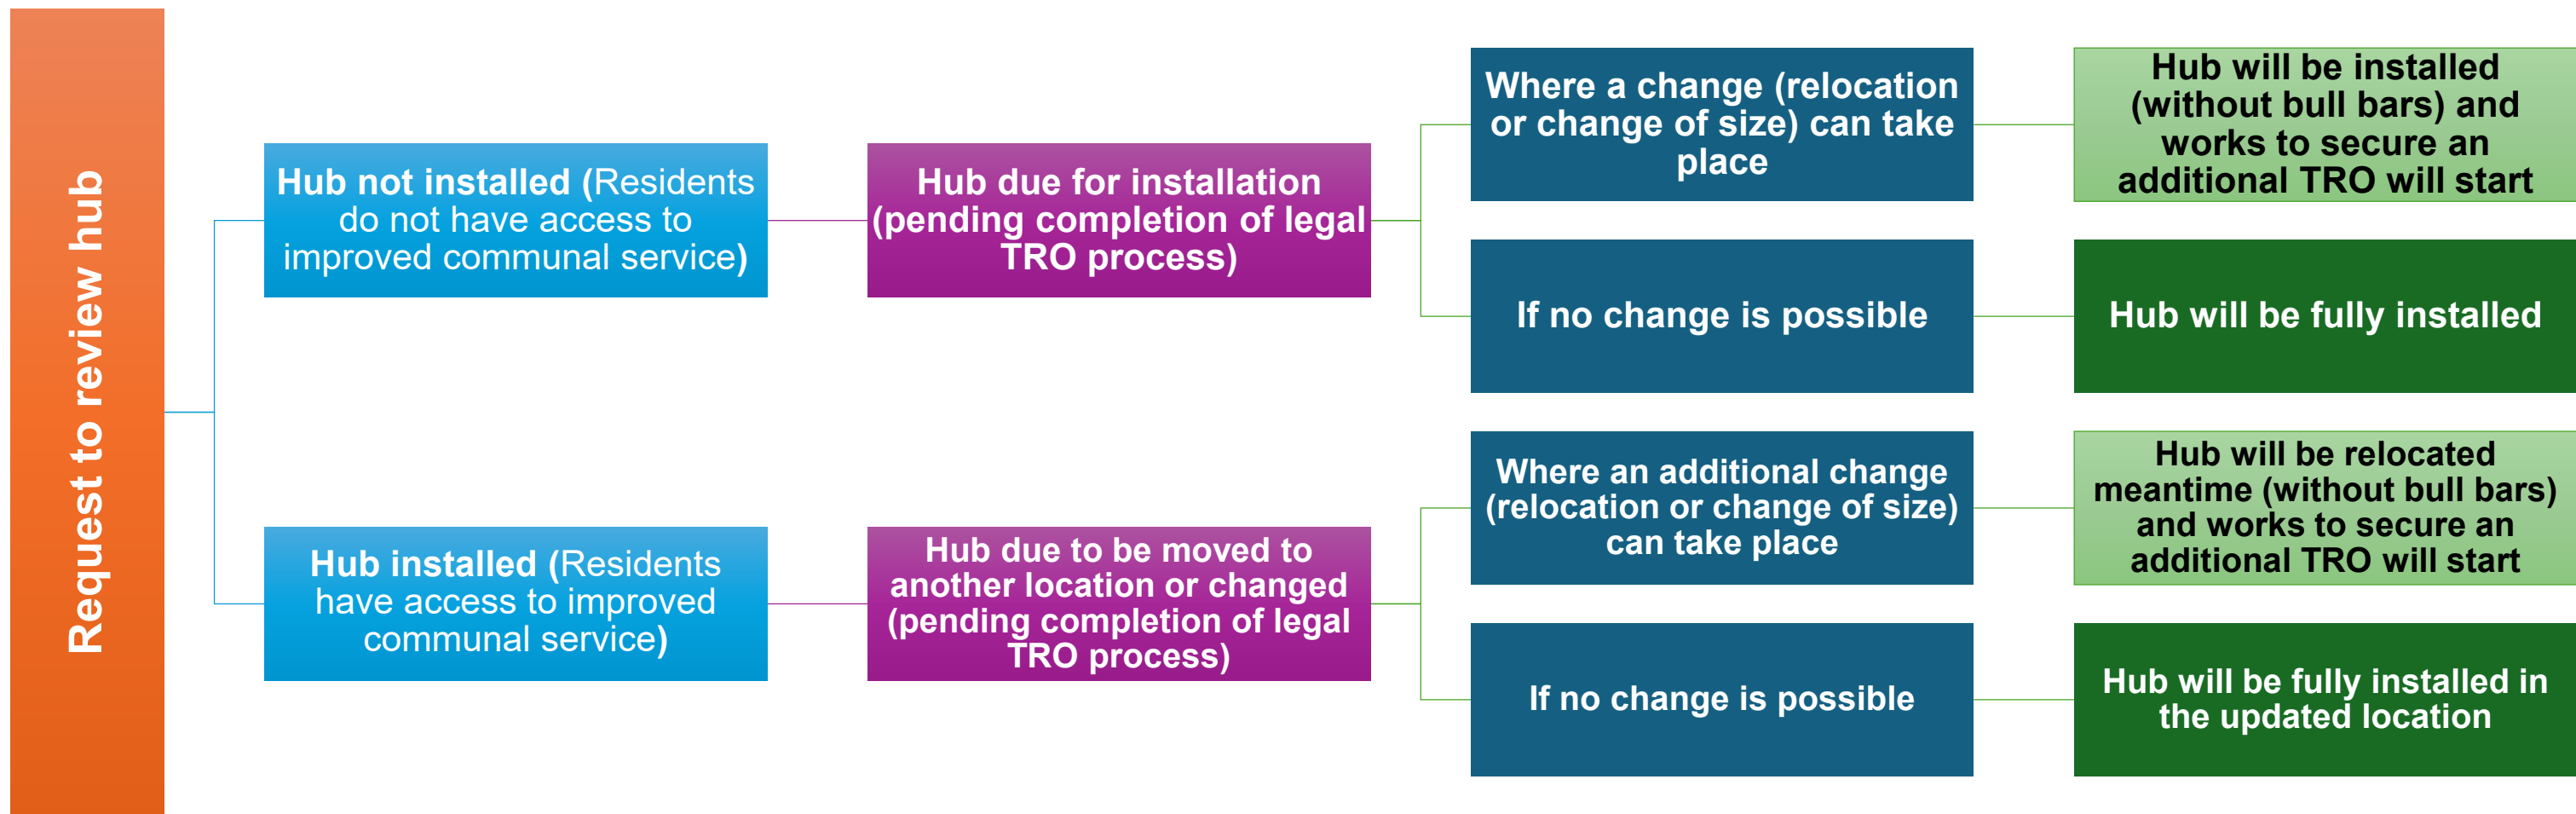 Request to review hub
Hub not installed (Residents
do not have access to
improved communal service)
Hub due for installation
(pending completion of legal
TRO process)
Where a change (relocation
or change of size) can take
place
Hub will be installed
(without bull bars) and
works to secure an
additional TRO will start
If no change is possible
Hub will be fully installed
Hub installed (Residents
have access to improved
communal service)
Hub due to be moved to
another location or changed
(pending completion of legal
TRO process)
Where an additional change
(relocation or change of size)
can take place
Hub will be relocated
meantime (without bull bars)
and works to secure an
additional TRO will start
If no change is possible
Hub will be fully installed in
the updated location